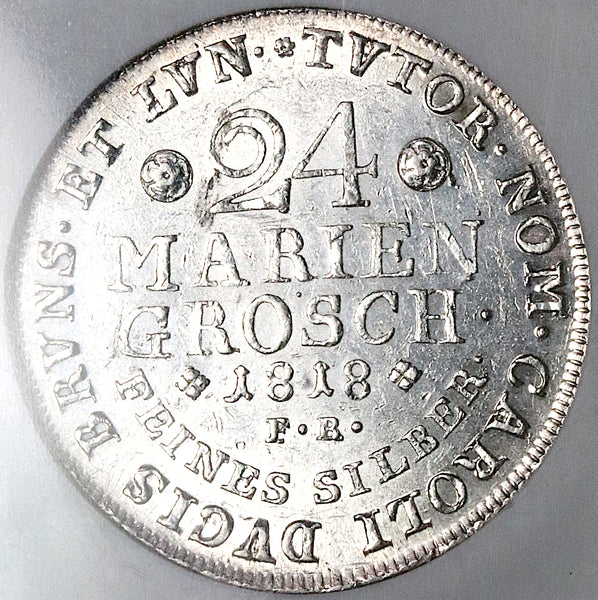 TVTOR · NOM · CAROLI DVCIS BRVNS · ET LVN ·
24
MARIEN
GROSCH ·
1818
F · R ·
FEINES SILBER ·